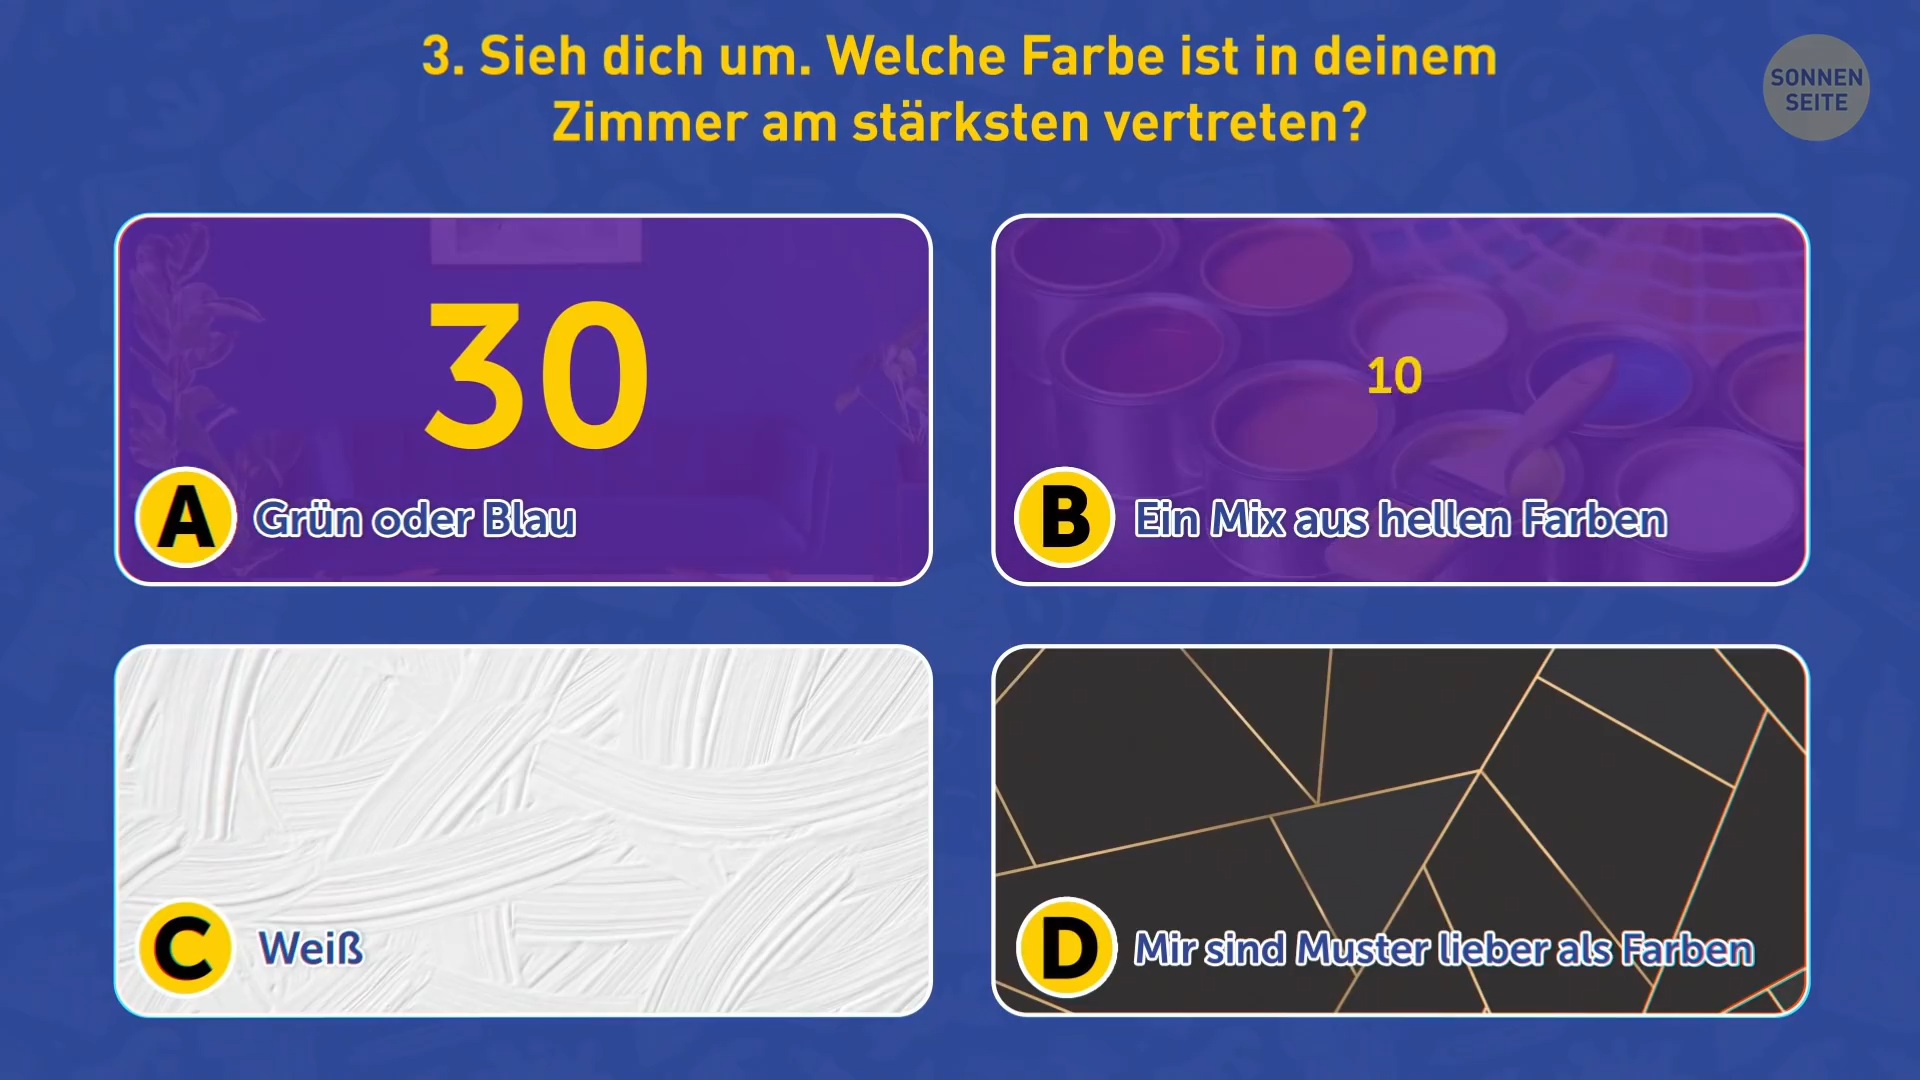 3. Sieh dich um. Welche Farbe ist in deinem
Zimmer am stärksten vertreten?
SONNEN
SEITE
30
A Grün oder Blau
10
B Ein Mix aus hellen Farben
C Weiß
D Mir sind Muster lieber als Farben